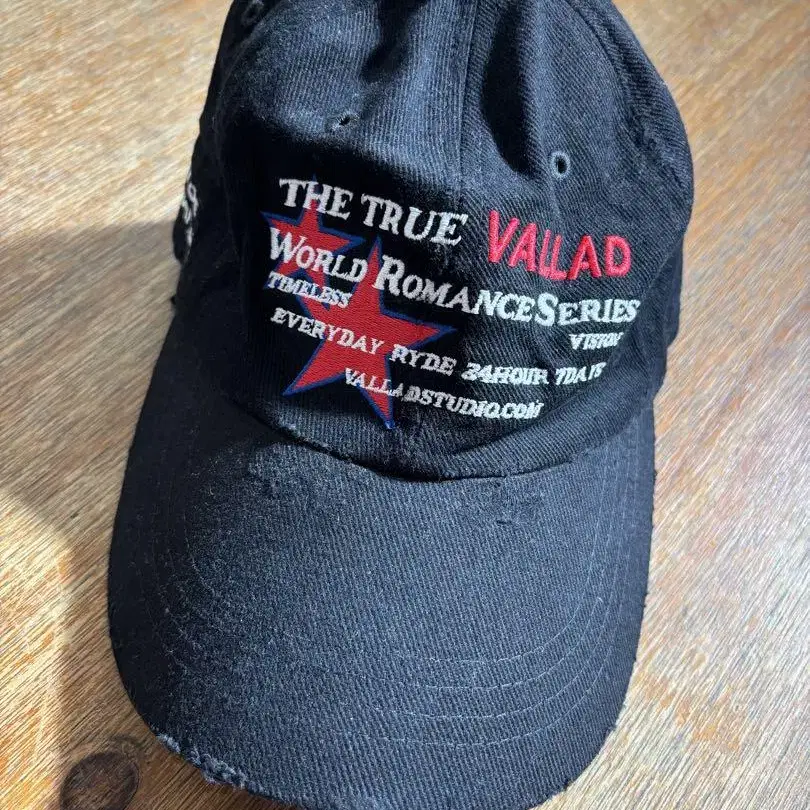 THE TRUE VALLAD
WORLD ROMANCE SERIES
TIMELESS
VISION
EVERYDAY RYDE 24HOUR 7DAYS
VALLADSTUDIO.COM